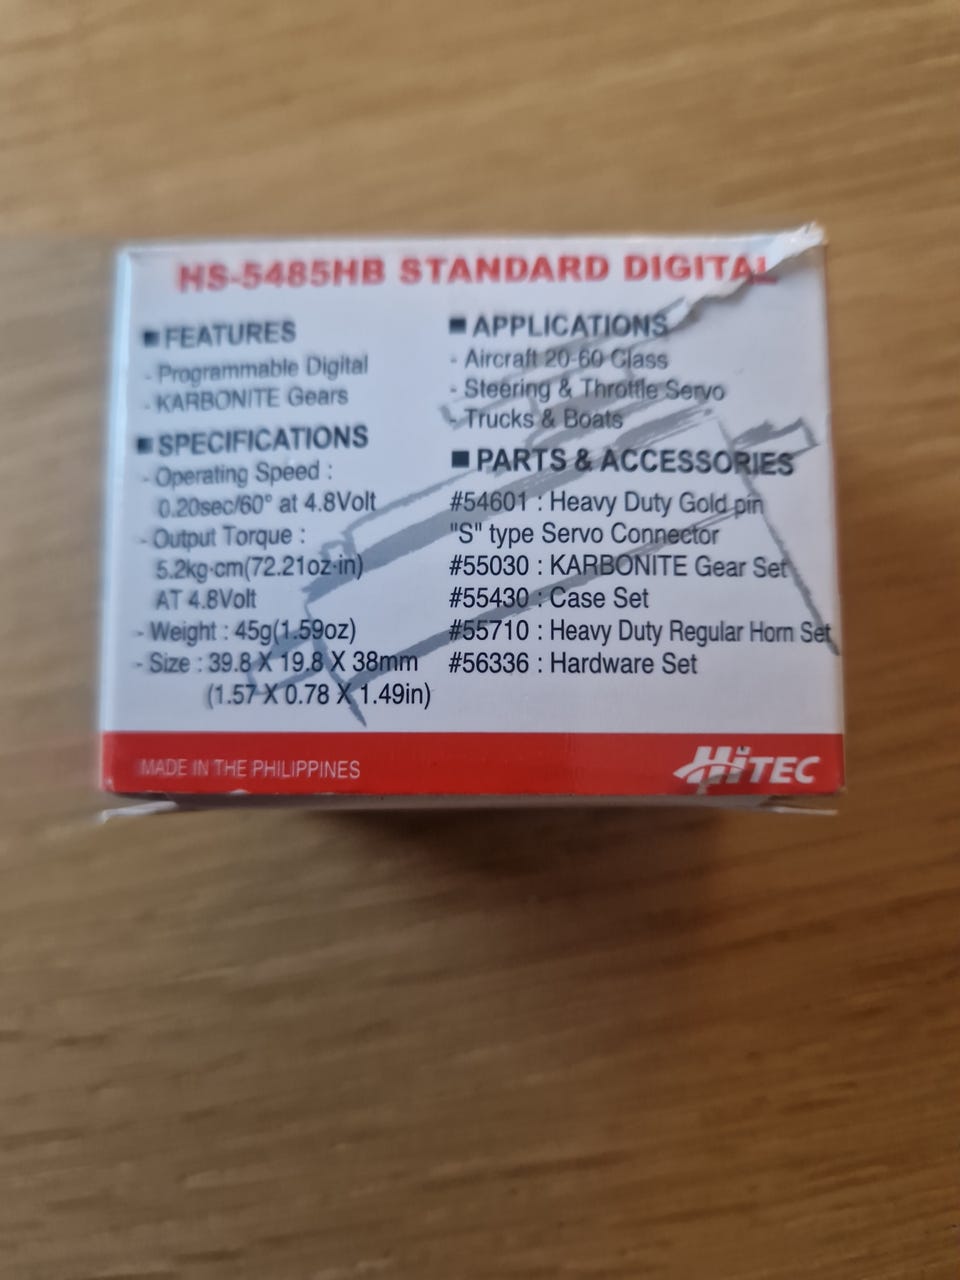 HS-5485HB STANDARD DIGITAL
■ FEATURES
- Programmable Digital
- KARBONITE Gears
■ SPECIFICATIONS
- Operating Speed :
0.20sec/60° at 4.8Volt
- Output Torque :
5.2kg·cm(72.21oz·in)
AT 4.8Volt
- Weight : 45g(1.59oz)
- Size : 39.8 X 19.8 X 38mm
(1.57 X 0.78 X 1.49in)
■ APPLICATIONS
- Aircraft 20-60 Class
- Steering & Throttle Servo
- Trucks & Boats
■ PARTS & ACCESSORIES
#54601 : Heavy Duty Gold pin
"S" type Servo Connector
#55030 : KARBONITE Gear Set
#55430 : Case Set
#55710 : Heavy Duty Regular Horn Set
#56336 : Hardware Set
MADE IN THE PHILIPPINES
HiTEC